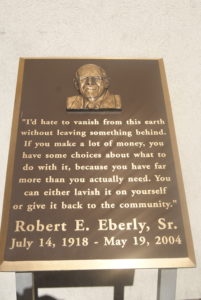 "I'd hate to vanish from this earth
without leaving something behind.
If you make a lot of money, you
have some choices about what to
do with it, because you have far
more than you actually need. You
can either lavish it on yourself
or give it back to the community."
Robert E. Eberly, Sr.
July 14, 1918 - May 19, 2004